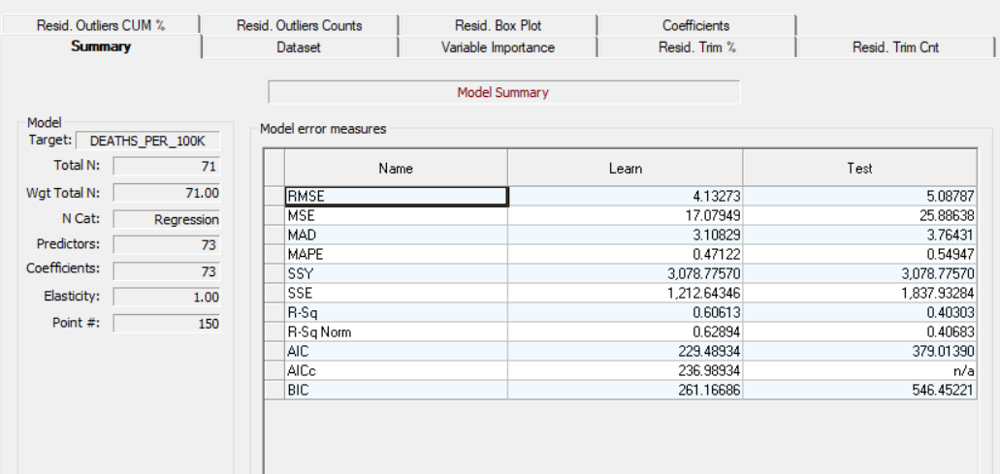 Resid. Outliers CUM % Resid. Outliers Counts Resid. Box Plot Coefficients
Summary Dataset Variable Importance Resid. Trim % Resid. Trim Cnt
Model Summary
Model
Target: DEATHS_PER_100K
Total N: 71
Wgt Total N: 71.00
N Cat: Regression
Predictors: 73
Coefficients: 73
Elasticity: 1.00
Point #: 150
Model error measures
Name Learn Test
RMSE 4.13273 5.08787
MSE 17.07949 25.88638
MAD 3.10829 3.76431
MAPE 0.47122 0.54947
SSY 3,078.77570 3,078.77570
SSE 1,212.64346 1,837.93284
R-Sq 0.60613 0.40303
R-Sq Norm 0.62894 0.40683
AIC 229.48934 379.01390
AICc 236.98934 n/a
BIC 261.16686 546.45221